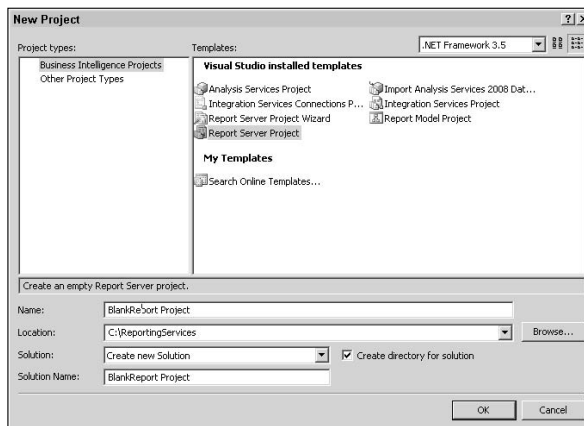 New Project
Project types:
Templates:
.NET Framework 3.5
Business Intelligence Projects
Other Project Types
Visual Studio installed templates
Analysis Services Project
Import Analysis Services 2008 Dat...
Integration Services Connections P...
Integration Services Project
Report Server Project Wizard
Report Model Project
Report Server Project
My Templates
Search Online Templates...
Create an empty Report Server project.
Name:
BlankReport Project
Location:
C:\ReportingServices
Browse...
Solution:
Create new Solution
Create directory for solution
Solution Name:
BlankReport Project
OK
Cancel